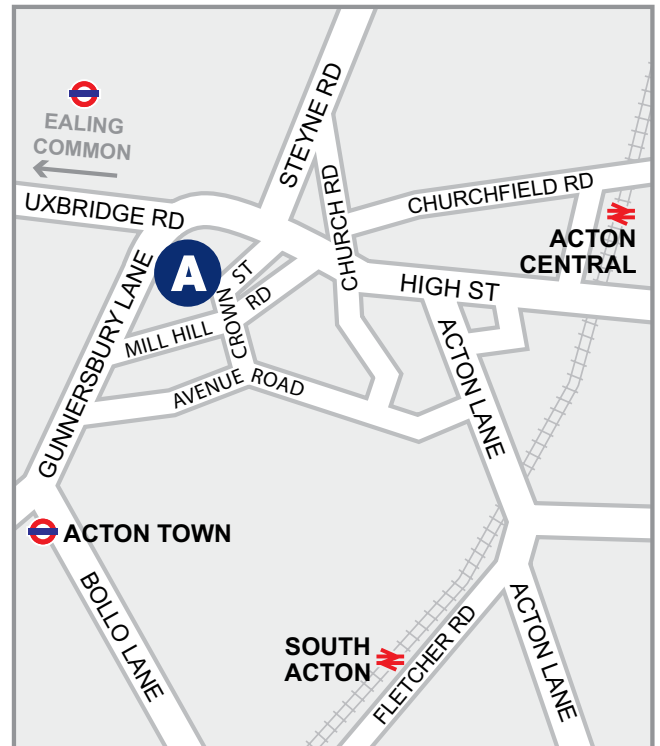 STEYNE RD
EALING
COMMON
UXBRIDGE RD
CHURCHFIELD RD
CHURCH RD
ACTON
CENTRAL
A
CROWN ST
HIGH ST
MILL HILL RD
GUNNERSBURY LANE
AVENUE ROAD
ACTON LANE
ACTON TOWN
BOLLO LANE
SOUTH
ACTON
FLETCHER RD
ACTON LANE